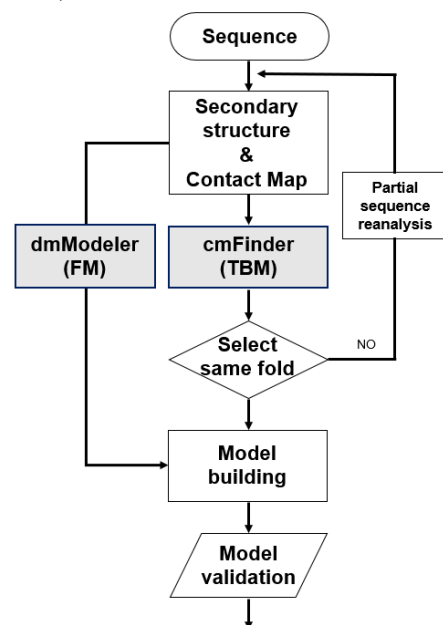 Sequence
Secondary
structure
&
Contact Map
Partial
sequence
reanalysis
dmModeler
(FM)
cmFinder
(TBM)
Select
same fold
NO
Model
building
Model
validation